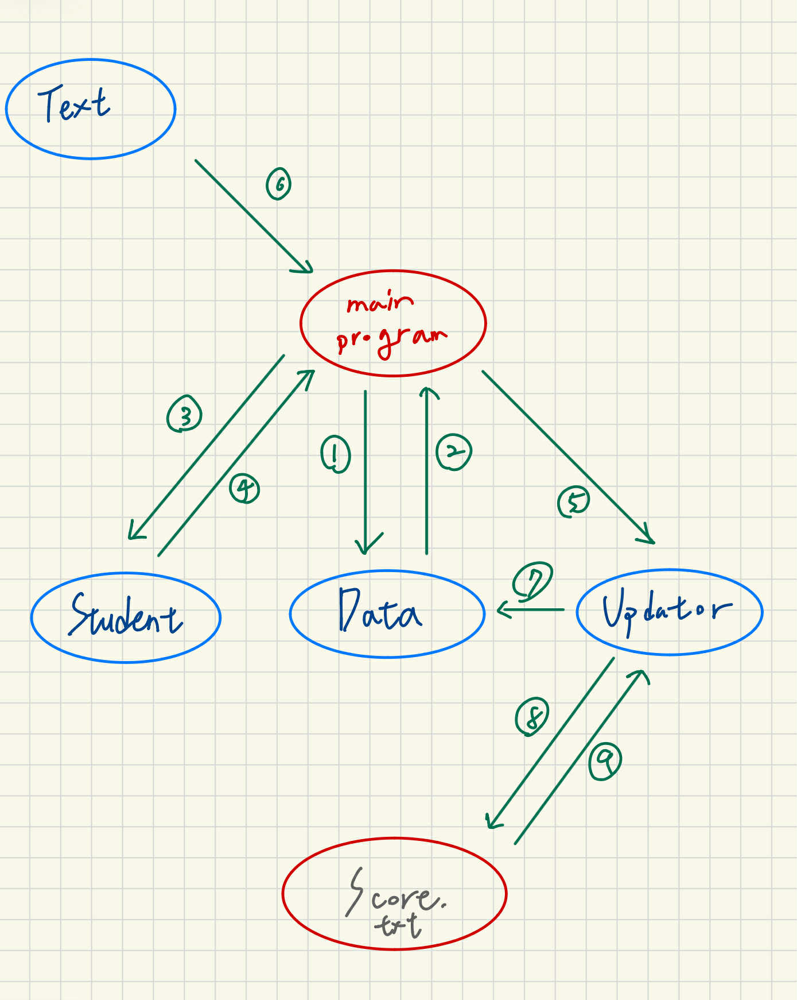 Text
⑥
main
program
③
①
②
④
⑤
⑦
Student
Data
Updator
⑧
⑨
Score.
txt